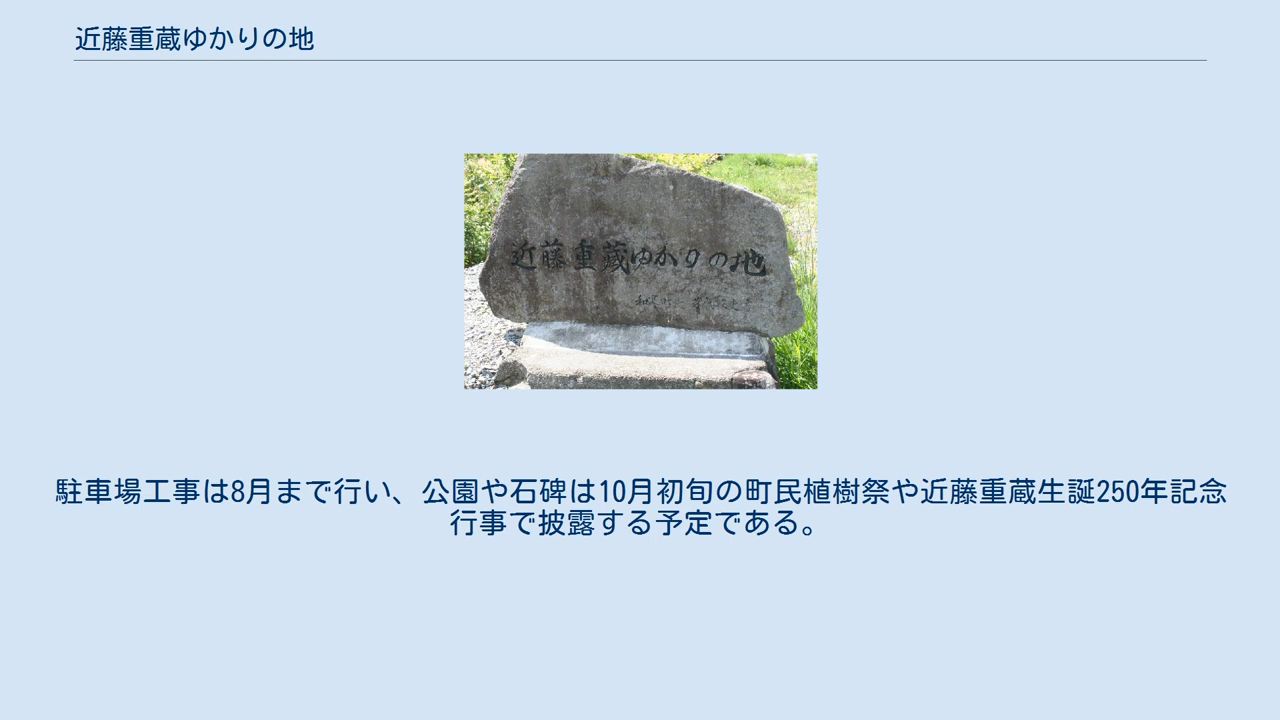 近藤重蔵ゆかりの地
近藤重蔵ゆかりの地
駐車場工事は8月まで行い、公園や石碑は10月初旬の町民植樹祭や近藤重蔵生誕250年記念
行事で披露する予定である。